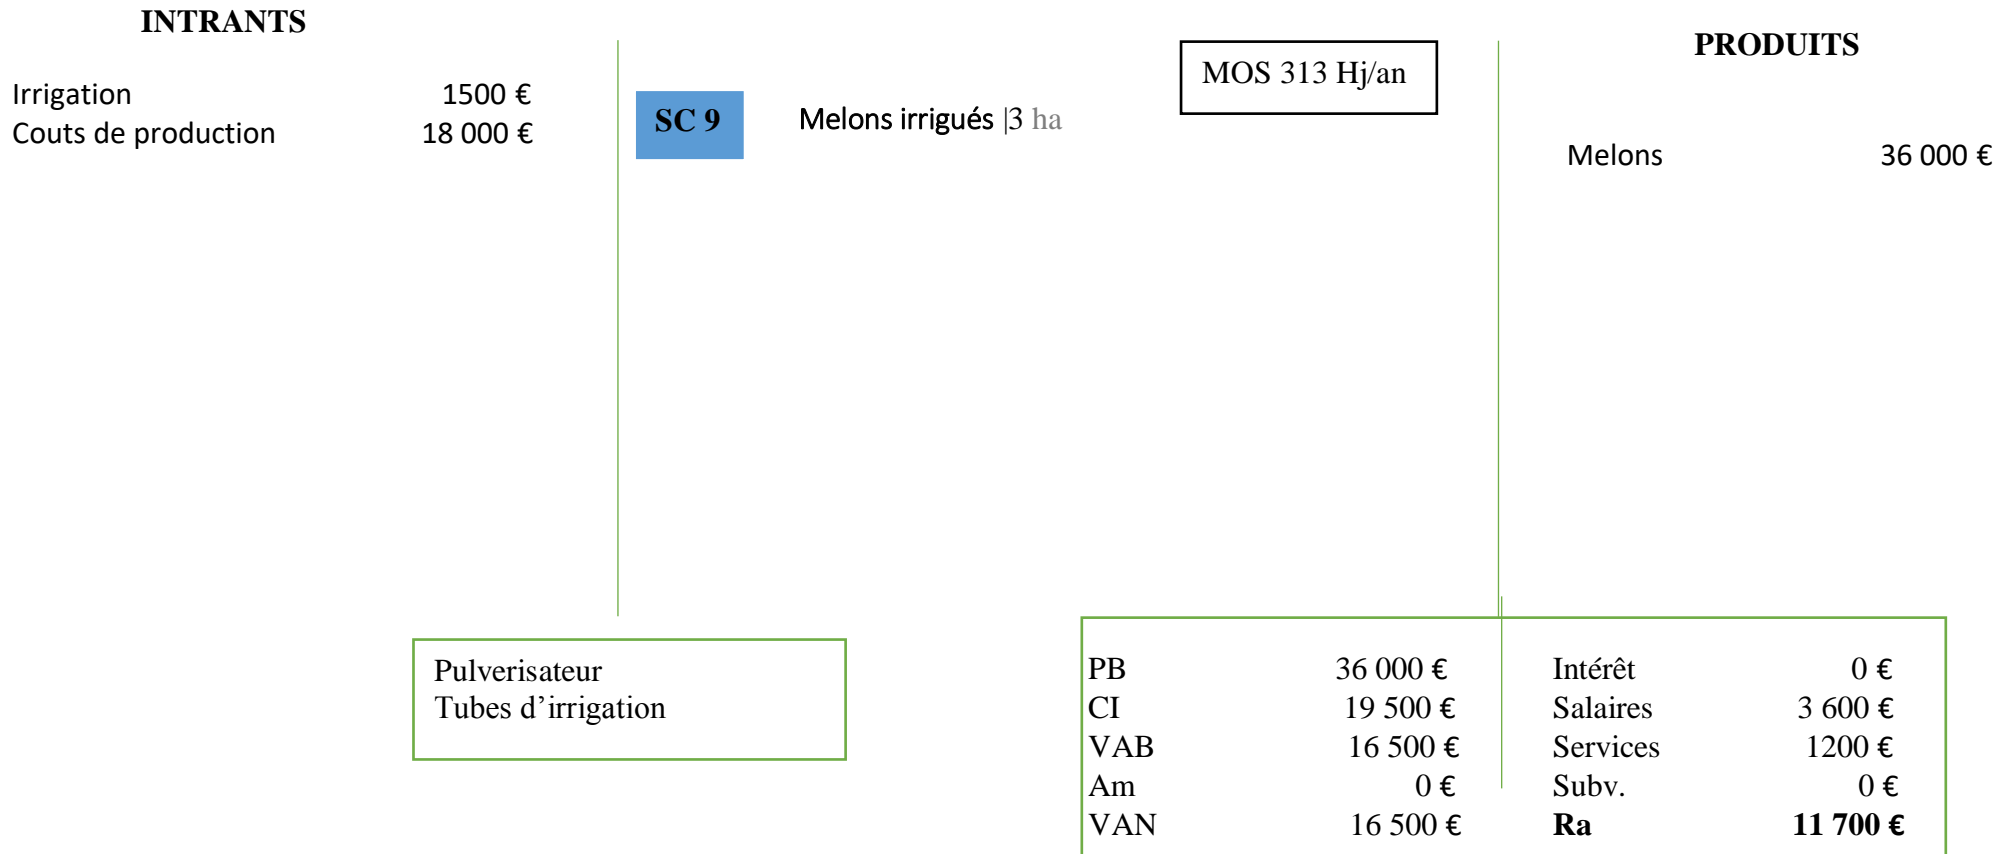 INTRANTS
Irrigation 1500 €
Couts de production 18 000 €
SC 9
Melons irrigués |3 ha
MOS 313 Hj/an
PRODUITS
Melons 36 000 €
Pulverisateur
Tubes d’irrigation
PB 36 000 € Intérêt 0 €
CI 19 500 € Salaires 3 600 €
VAB 16 500 € Services 1200 €
Am 0 € Subv. 0 €
VAN 16 500 € Ra 11 700 €